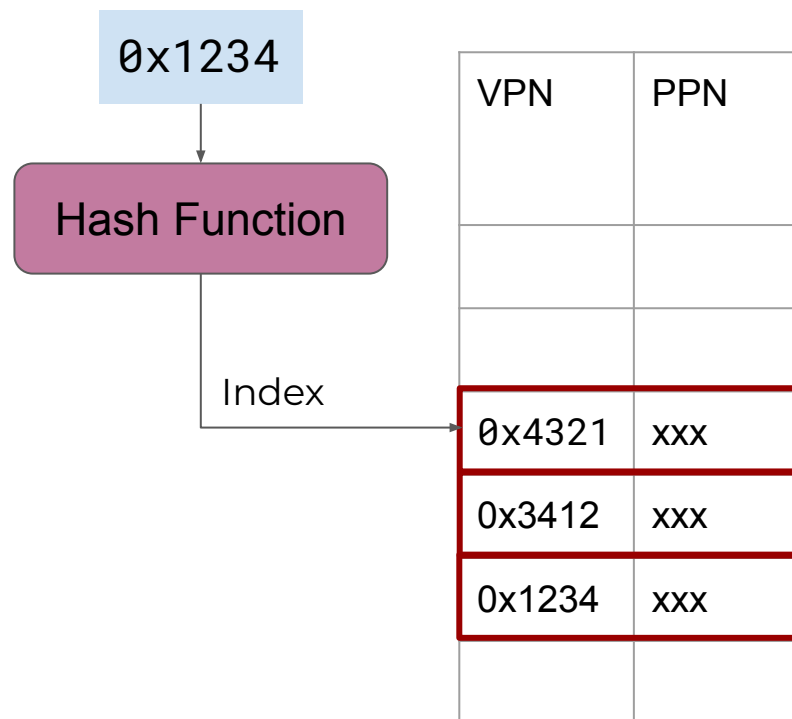 0x1234
Hash Function
Index
VPN PPN
0x4321 xxx
0x3412 xxx
0x1234 xxx